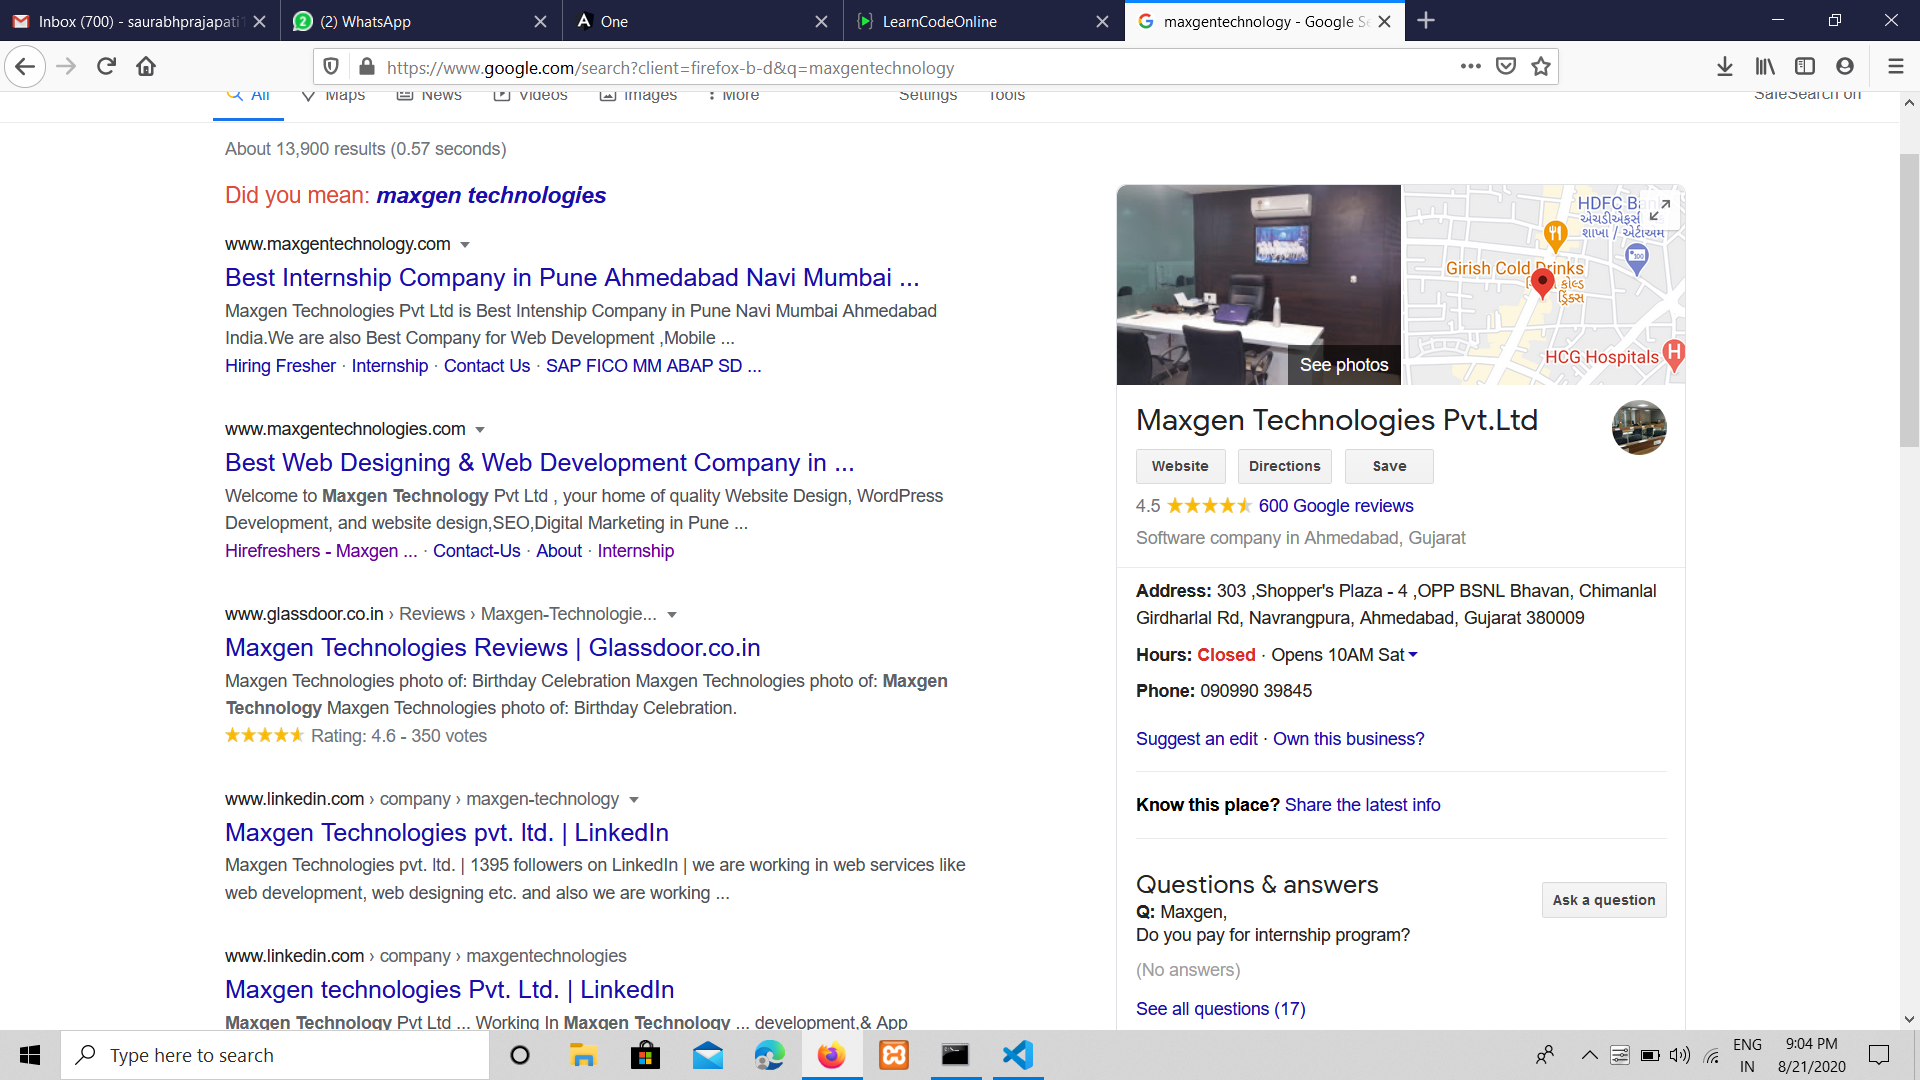 Inbox (700) - saurabhprajapati
(2) WhatsApp
One
LearnCodeOnline
maxgentechnology - Google Se
https://www.google.com/search?client=firefox-b-d&q=maxgentechnology
All Maps News Videos Images More Settings Tools SafeSearch on
About 13,900 results (0.57 seconds)
Did you mean: maxgen technologies
www.maxgentechnology.com
Best Internship Company in Pune Ahmedabad Navi Mumbai ...
Maxgen Technologies Pvt Ltd is Best Intenship Company in Pune Navi Mumbai Ahmedabad
India.We are also Best Company for Web Development ,Mobile ...
Hiring Fresher · Internship · Contact Us · SAP FICO MM ABAP SD ...
www.maxgentechnologies.com
Best Web Designing & Web Development Company in ...
Welcome to Maxgen Technology Pvt Ltd , your home of quality Website Design, WordPress
Development, and website design,SEO,Digital Marketing in Pune ...
Hirefreshers - Maxgen ... · Contact-Us · About · Internship
www.glassdoor.co.in › Reviews › Maxgen-Technologie...
Maxgen Technologies Reviews | Glassdoor.co.in
Maxgen Technologies photo of: Birthday Celebration Maxgen Technologies photo of: Maxgen
Technology Maxgen Technologies photo of: Birthday Celebration.
Rating: 4.6 - 350 votes
www.linkedin.com › company › maxgen-technology
Maxgen Technologies pvt. ltd. | LinkedIn
Maxgen Technologies pvt. ltd. | 1395 followers on LinkedIn | we are working in web services like
web development, web designing etc. and also we are working ...
www.linkedin.com › company › maxgentechnologies
Maxgen technologies Pvt. Ltd. | LinkedIn
Maxgen Technology Pvt Ltd ... Working In Maxgen Technology ... development,& App
See photos
HDFC Ban
એચડીએફસી
શાખા / એટીએમ
Girish Cold Drinks
કોલ્ડ
ડ્રિંક્સ
HCG Hospitals
Maxgen Technologies Pvt.Ltd
Website Directions Save
4.5 600 Google reviews
Software company in Ahmedabad, Gujarat
Address: 303 ,Shopper's Plaza - 4 ,OPP BSNL Bhavan, Chimanlal
Girdharlal Rd, Navrangpura, Ahmedabad, Gujarat 380009
Hours: Closed · Opens 10AM Sat
Phone: 090990 39845
Suggest an edit · Own this business?
Know this place? Share the latest info
Questions & answers
Ask a question
Q: Maxgen,
Do you pay for internship program?
(No answers)
See all questions (17)
Type here to search
ENG
IN
9:04 PM
8/21/2020